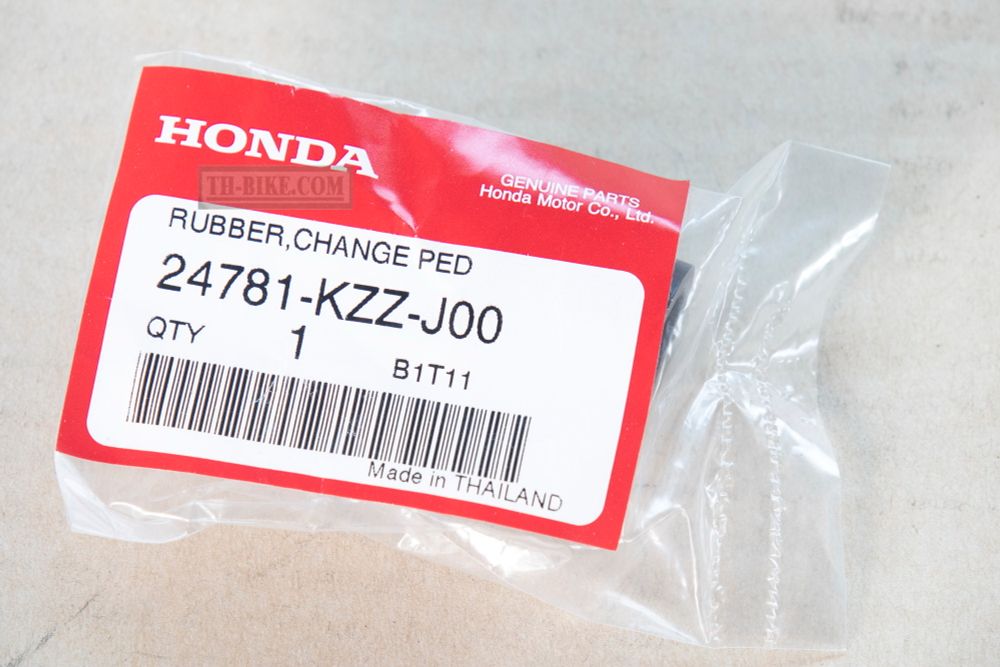 HONDA
TH-BIKE.COM
GENUINE PARTS
Honda Motor Co., Ltd.
RUBBER,CHANGE PED
24781-KZZ-J00
QTY 1 B1T11
Made in THAILAND